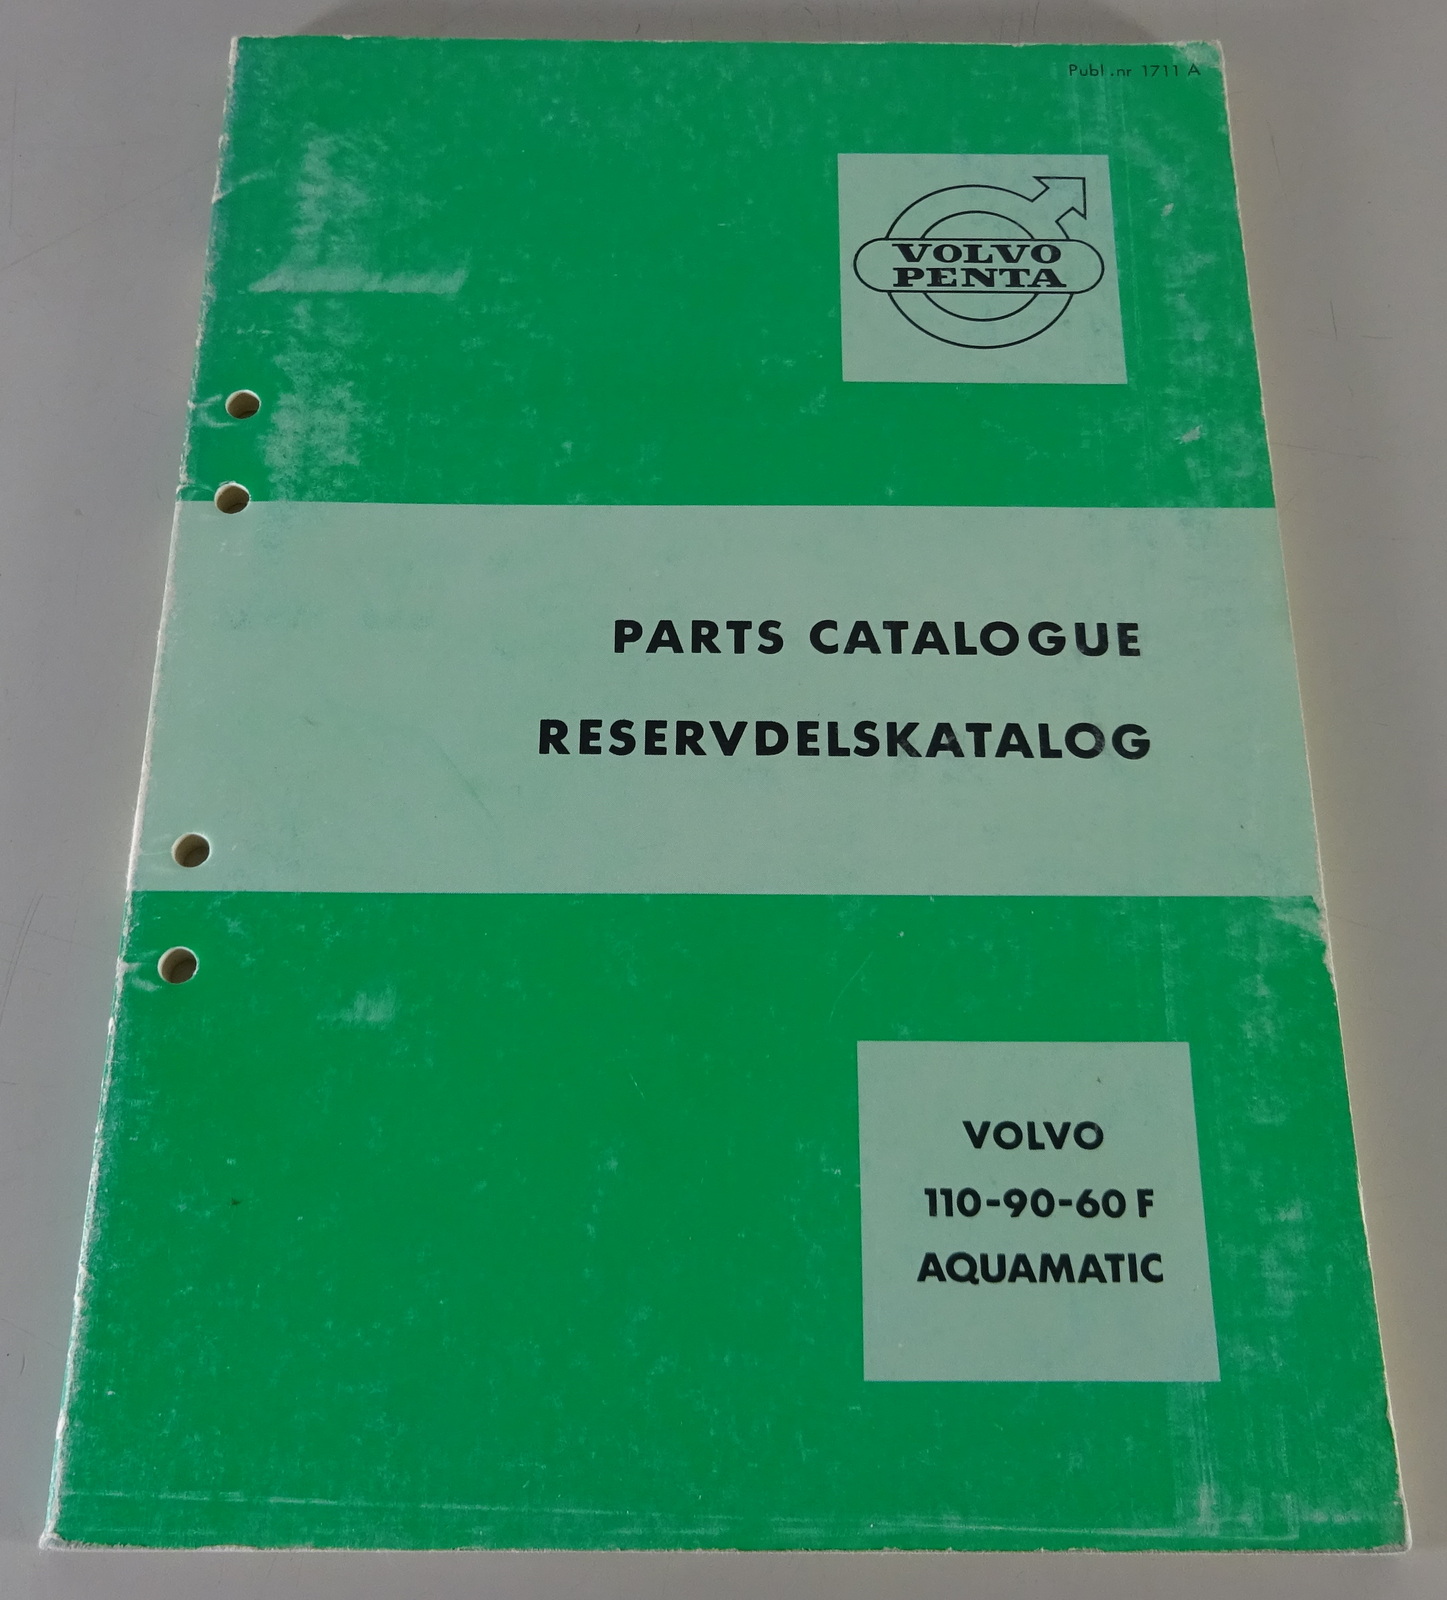 Publ.nr 1711 A
VOLVO
PENTA
PARTS CATALOGUE
RESERVDELSKATALOG
VOLVO
110-90-60 F
AQUAMATIC